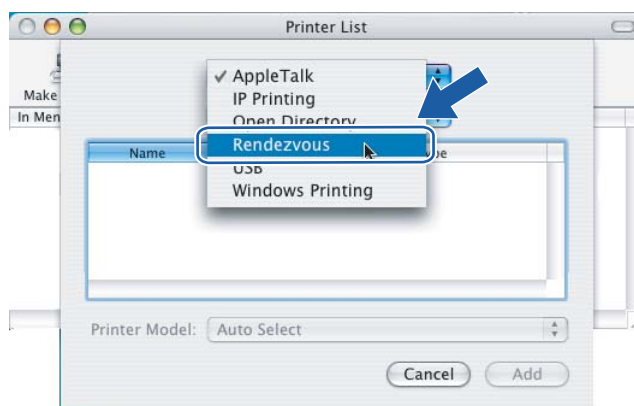 Printer List
✓ AppleTalk
IP Printing
Open Directory
Rendezvous
USB
Windows Printing
Make
In Men
Name
Printer Model: Auto Select
Cancel Add